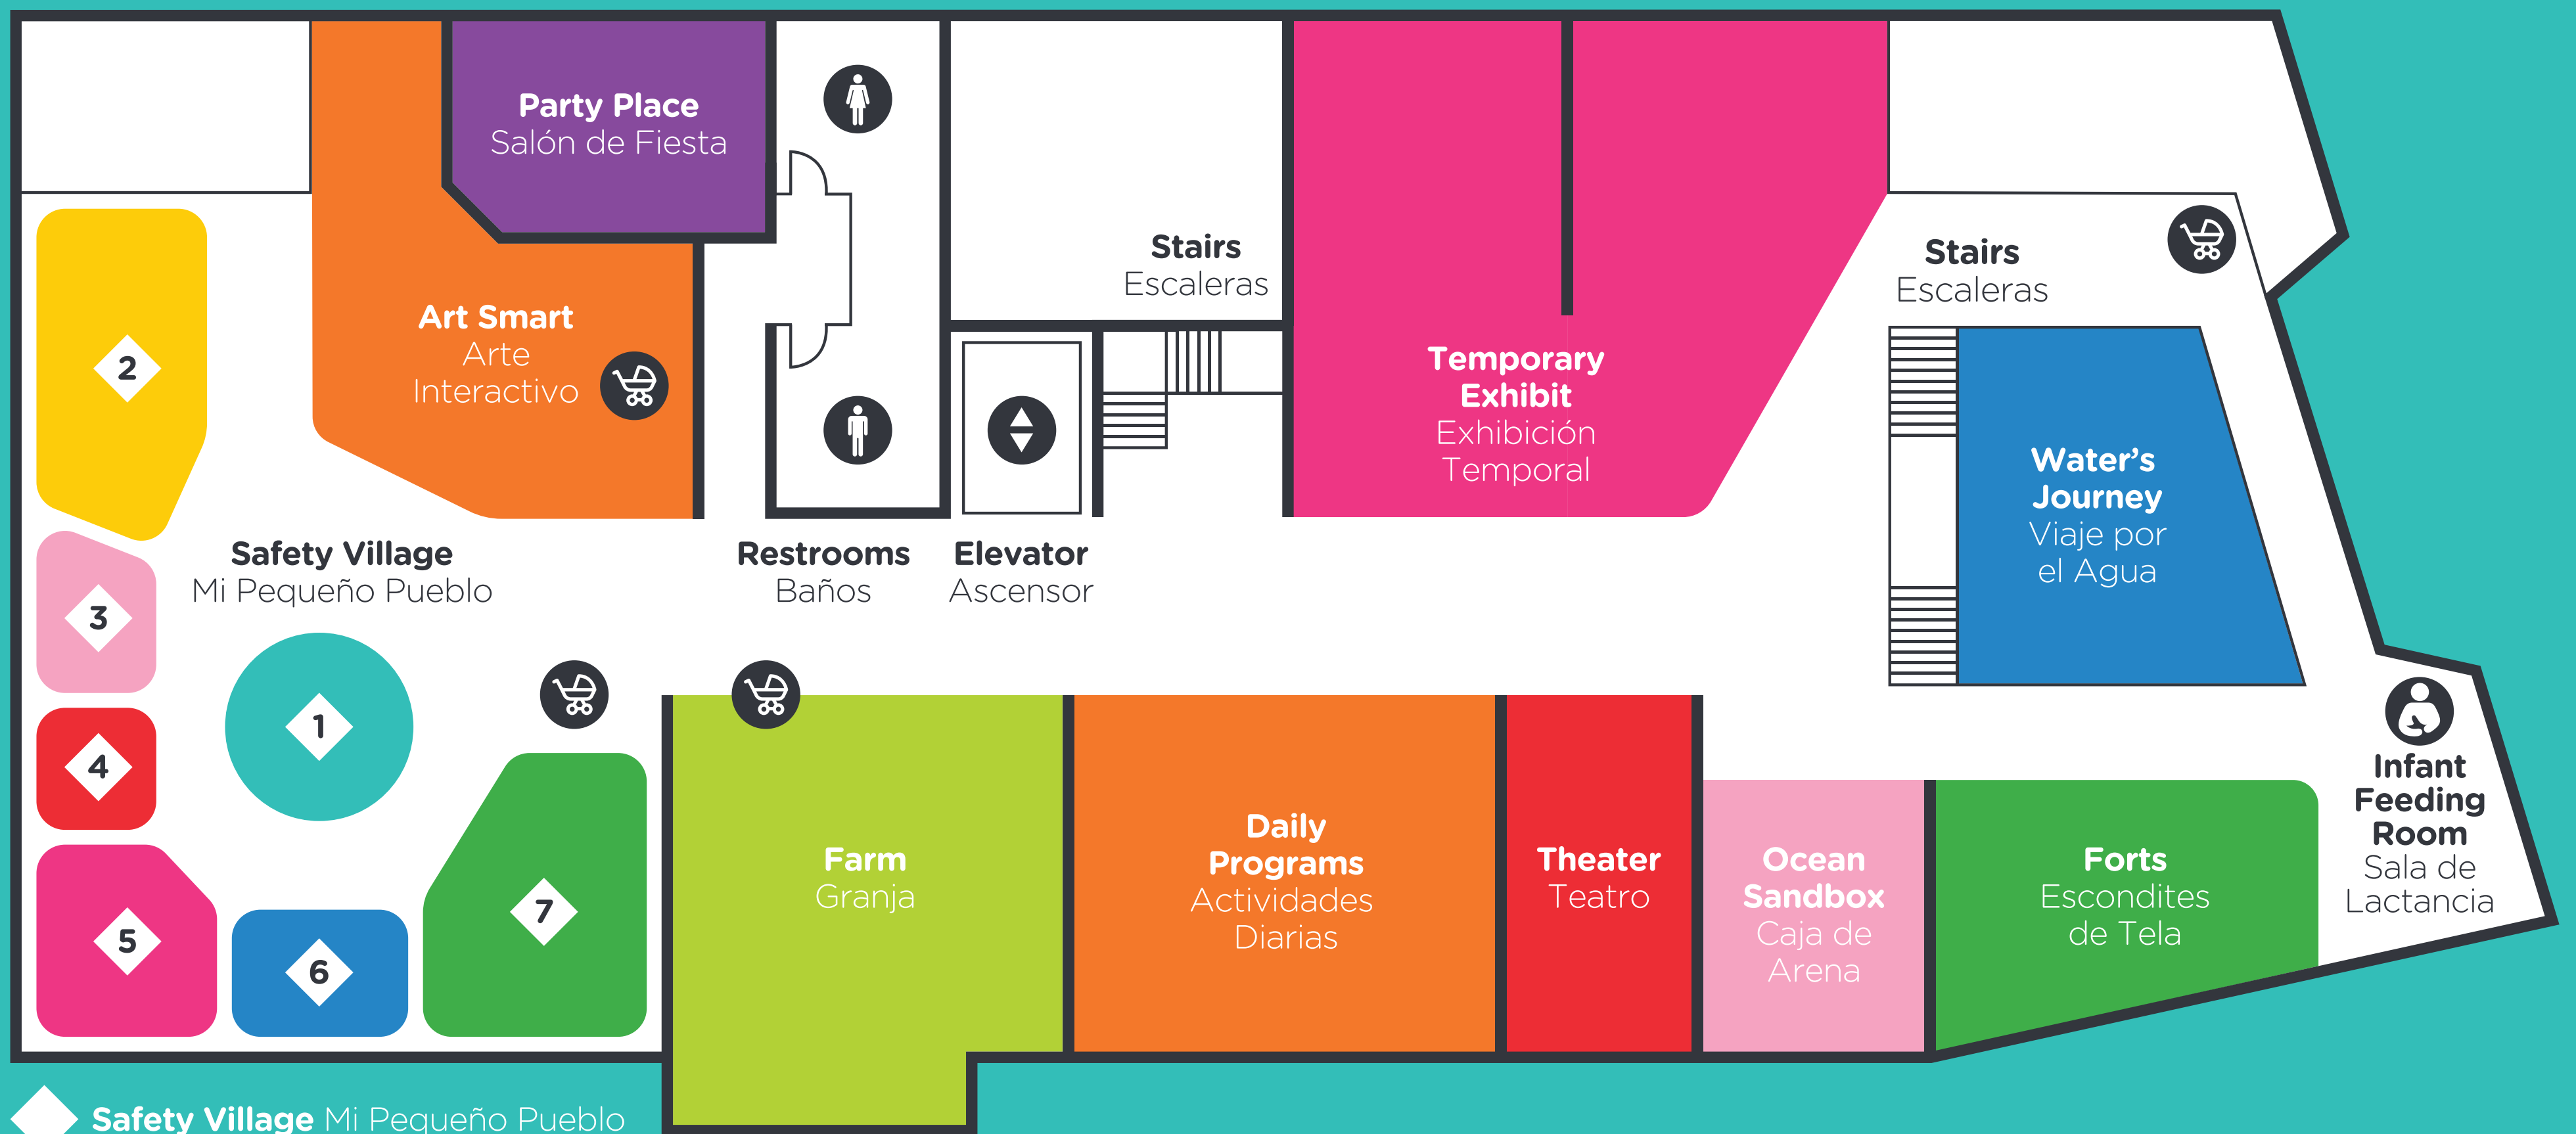 Party Place
Salón de Fiesta
Stairs
Escaleras
Stairs
Escaleras
Art Smart
Arte
Interactivo
Temporary
Exhibit
Exhibición
Temporal
2
Water's
Journey
Viaje por
el Agua
Safety Village
Mi Pequeño Pueblo
Restrooms
Baños
Elevator
Ascensor
3
1
4
5
6
7
Farm
Granja
Daily
Programs
Actividades
Diarias
Theater
Teatro
Ocean
Sandbox
Caja de
Arena
Forts
Escondites
de Tela
Infant
Feeding
Room
Sala de
Lactancia
Safety Village Mi Pequeño Pueblo